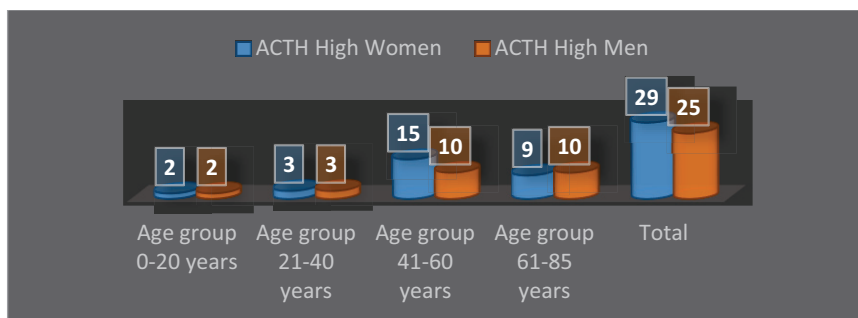 ACTH High Women ACTH High Men
2 2 3 3 15 10 9 10 29 25
Age group 0-20 years
Age group 21-40 years
Age group 41-60 years
Age group 61-85 years
Total